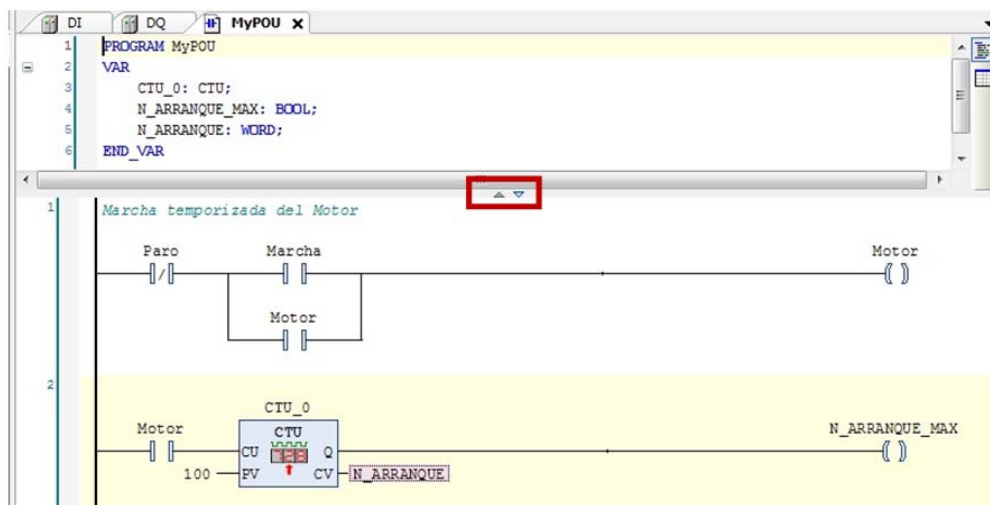 DI DQ MyPOU X
1 PROGRAM MyPOU
2 VAR
3 CTU_0: CTU;
4 N_ARRANQUE_MAX: BOOL;
5 N_ARRANQUE: WORD;
6 END_VAR
1 Marcha temporizada del Motor
Paro Marcha Motor
Motor
2
CTU_0
Motor CTU N_ARRANQUE_MAX
CU Q
100 PV CV N_ARRANQUE